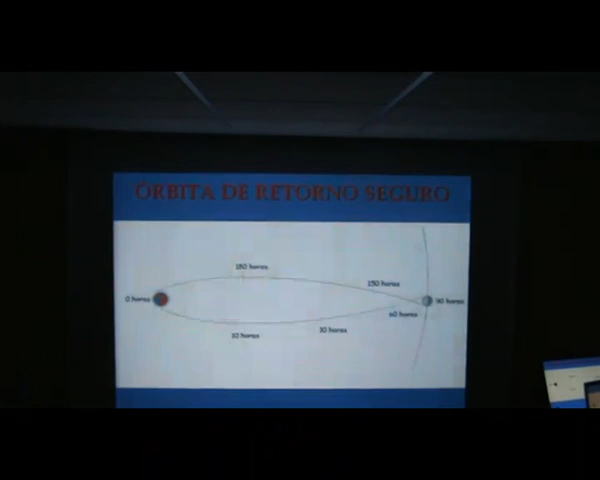 ÓRBITA DE RETORNO SEGURO
180 horas
150 horas
0 horas
90 horas
60 horas
10 horas
30 horas